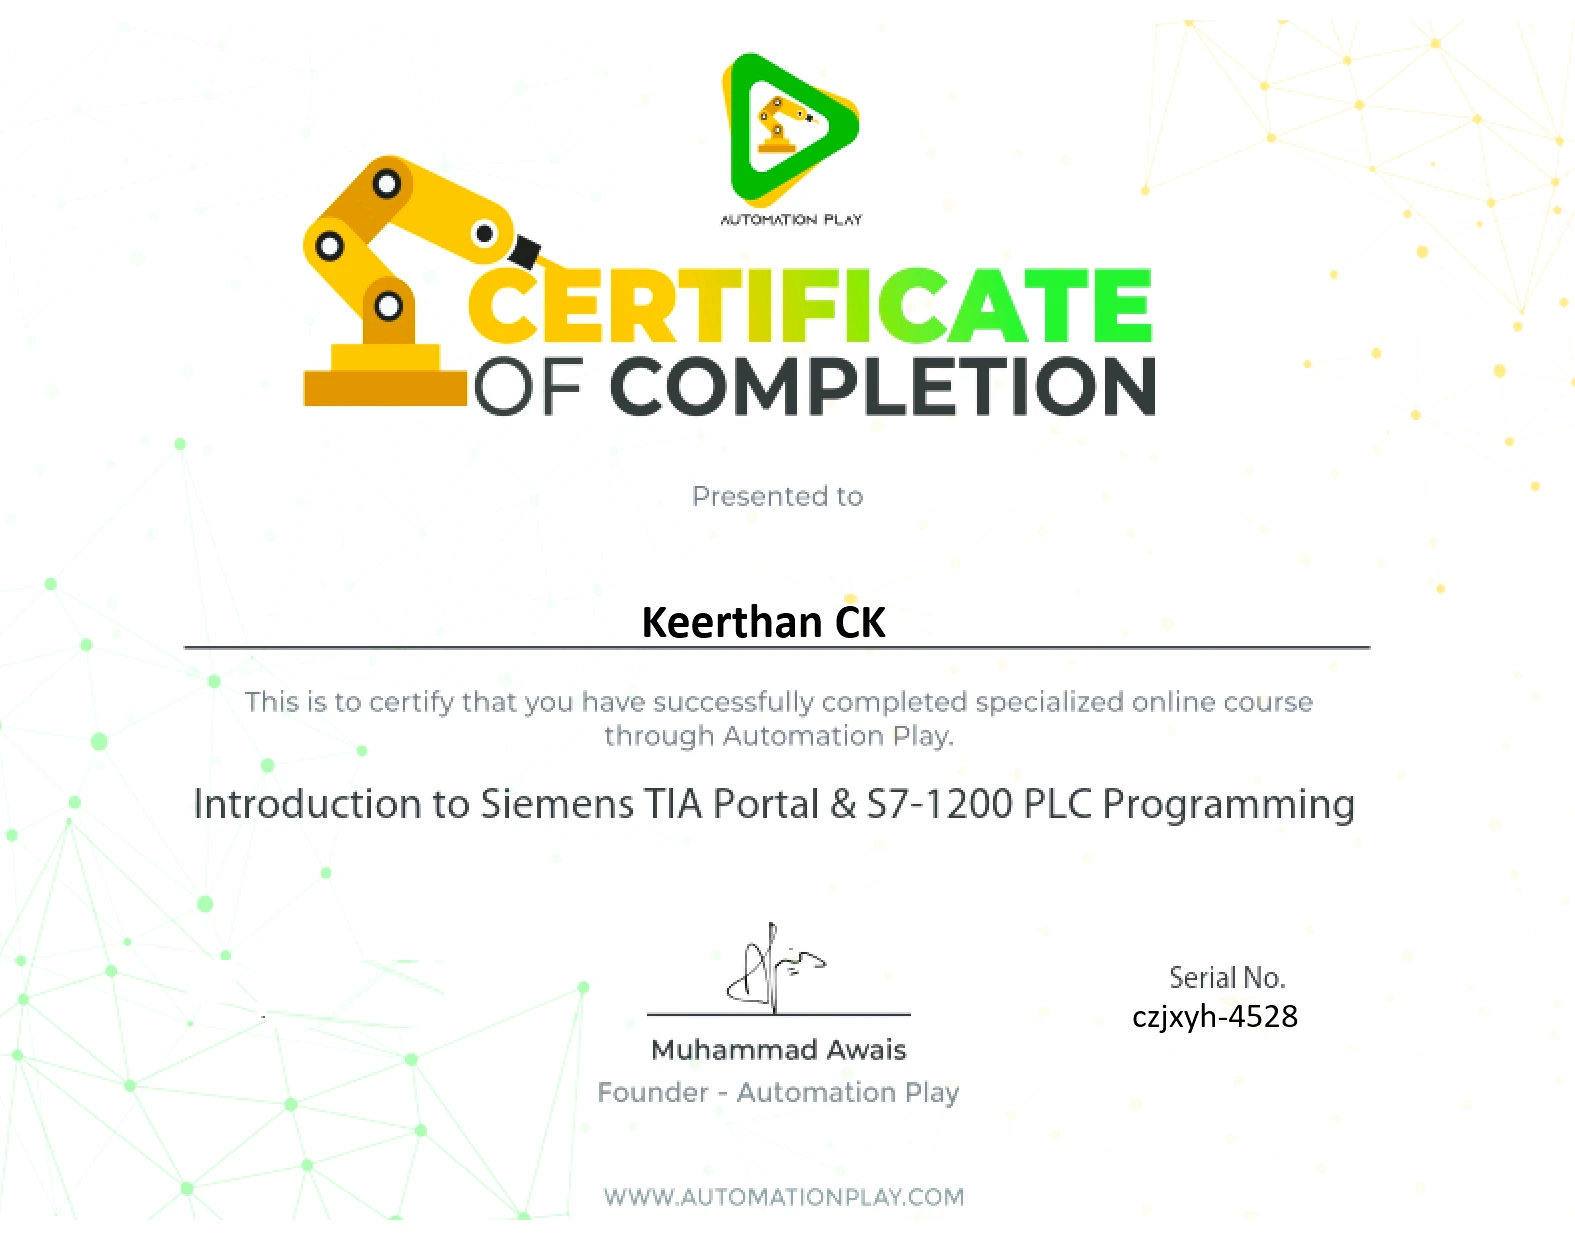 AUTOMATION PLAY
CERTIFICATE
OF COMPLETION
Presented to
Keerthan CK
This is to certify that you have successfully completed specialized online course
through Automation Play.
Introduction to Siemens TIA Portal & S7-1200 PLC Programming
Serial No.
czjxyh-4528
Muhammad Awais
Founder - Automation Play
WWW.AUTOMATIONPLAY.COM